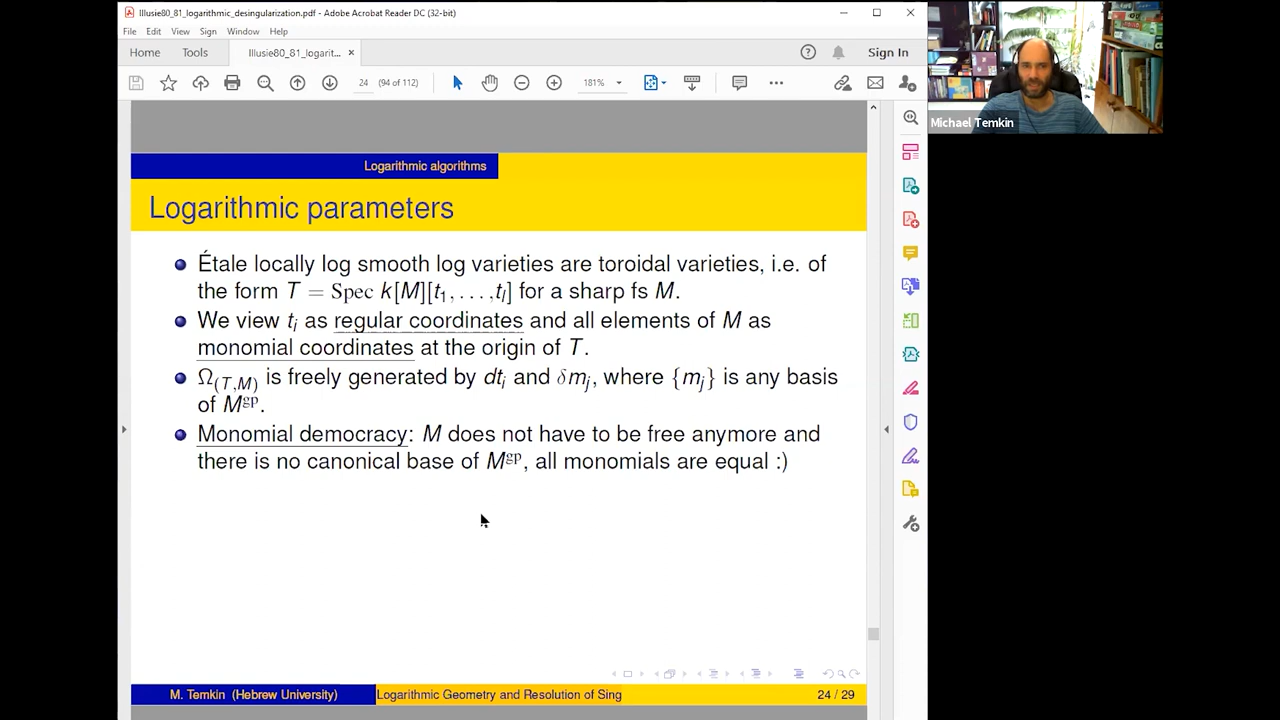 Illusie80_81_logarithmic_desingularization.pdf - Adobe Acrobat Reader DC (32-bit)
File Edit View Sign Window Help
Home Tools Illusie80_81_logarit... × Sign In
24 (94 of 112) 181%
Michael Temkin
Logarithmic algorithms
Logarithmic parameters
Étale locally log smooth log varieties are toroidal varieties, i.e. of
the form T = Spec k[M][t₁, . . . ,tₗ] for a sharp fs M.
We view tᵢ as regular coordinates and all elements of M as
monomial coordinates at the origin of T.
Ω(T,M) is freely generated by dtᵢ and δmⱼ, where {mⱼ} is any basis
of Mᵍᵖ.
Monomial democracy: M does not have to be free anymore and
there is no canonical base of Mᵍᵖ, all monomials are equal :)
M. Temkin (Hebrew University) Logarithmic Geometry and Resolution of Sing 24 / 29